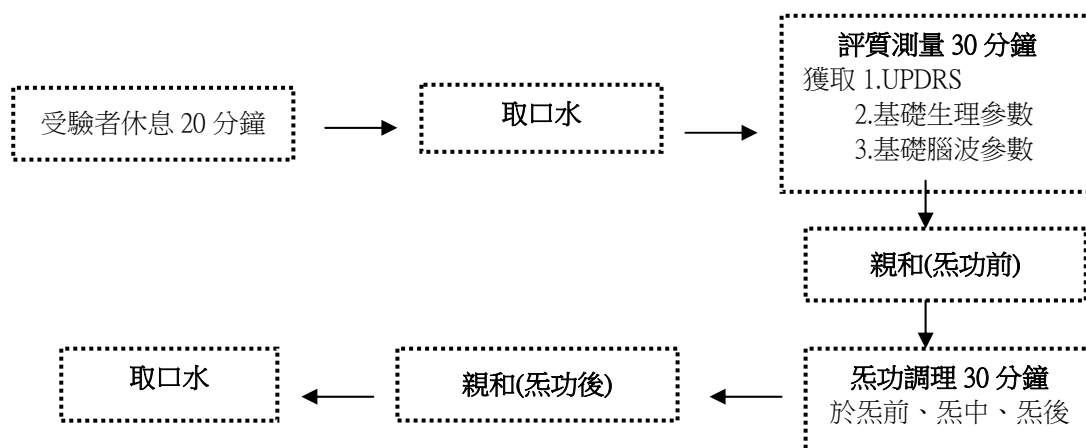 受驗者休息 20 分鐘
取口水
評質測量 30 分鐘
獲取 1.UPDRS
2.基礎生理參數
3.基礎腦波參數
親和(炁功前)
炁功調理 30 分鐘
於炁前、炁中、炁後
親和(炁功後)
取口水